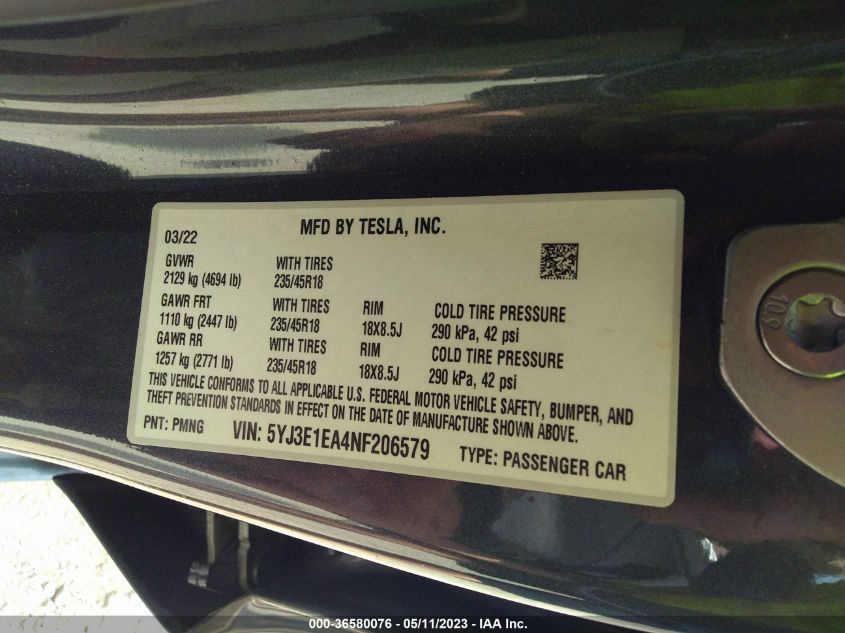 MFD BY TESLA, INC.
03/22
GVWR WITH TIRES
2129 kg (4694 lb) 235/45R18
GAWR FRT WITH TIRES RIM COLD TIRE PRESSURE
1110 kg (2447 lb) 235/45R18 18X8.5J 290 kPa, 42 psi
GAWR RR WITH TIRES RIM COLD TIRE PRESSURE
1257 kg (2771 lb) 235/45R18 18X8.5J 290 kPa, 42 psi
THIS VEHICLE CONFORMS TO ALL APPLICABLE U.S. FEDERAL MOTOR VEHICLE SAFETY, BUMPER, AND
THEFT PREVENTION STANDARDS IN EFFECT ON THE DATE OF MANUFACTURE SHOWN ABOVE.
PNT: PMNG VIN: 5YJ3E1EA4NF206579 TYPE: PASSENGER CAR
10.9
000-36580076 - 05/11/2023 - IAA Inc.